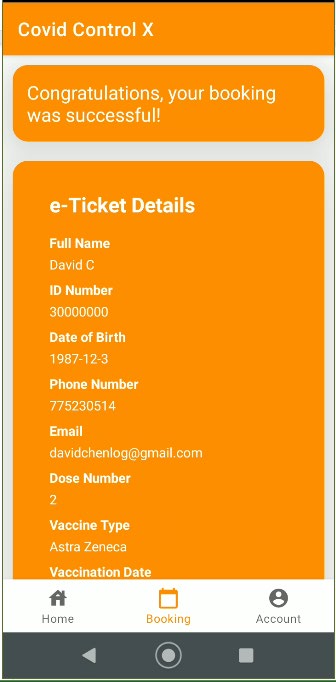 Covid Control X
Congratulations, your booking
was successful!
e-Ticket Details
Full Name
David C
ID Number
30000000
Date of Birth
1987-12-3
Phone Number
775230514
Email
davidchenlog@gmail.com
Dose Number
2
Vaccine Type
Astra Zeneca
Vaccination Date
Home
Booking
Account